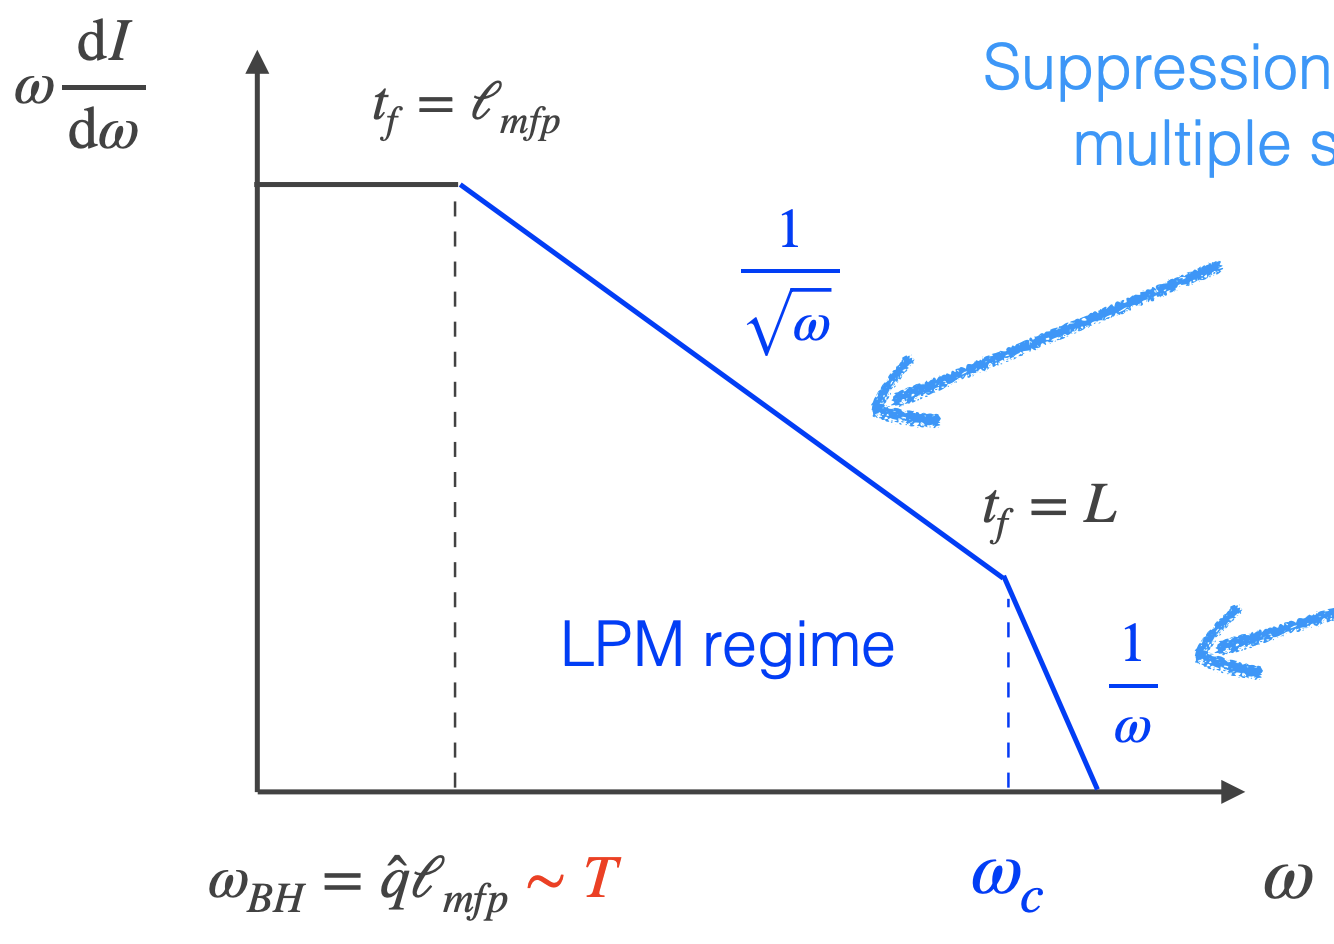 ω dI/dω
t_f = ℓ_mfp
Suppression
multiple s
1/√ω
t_f = L
LPM regime
1/ω
ω_BH = q̂ℓ_mfp ~ T
ω_c
ω